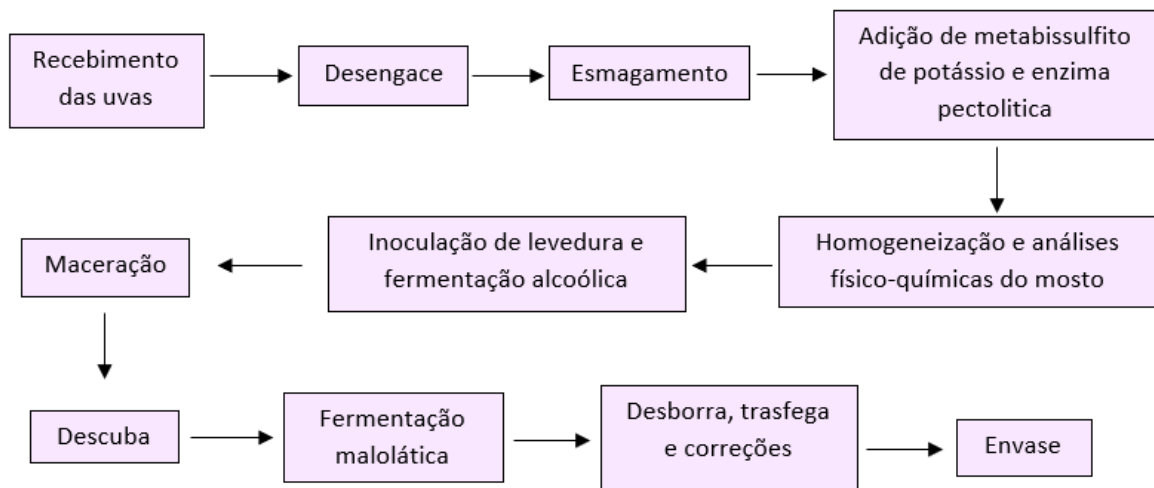 Recebimento
das uvas
Desengace
Esmagamento
Adição de metabissulfito
de potássio e enzima
pectolitica
Homogeneização e análises
físico-químicas do mosto
Inoculação de levedura e
fermentação alcoólica
Maceração
Descuba
Fermentação
malolática
Desborra, trasfega
e correções
Envase